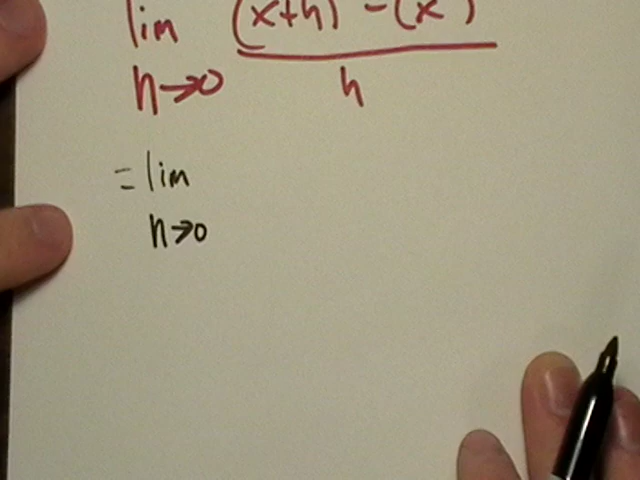 lim (x+h) - (x )
h→0 h
= lim
h→0